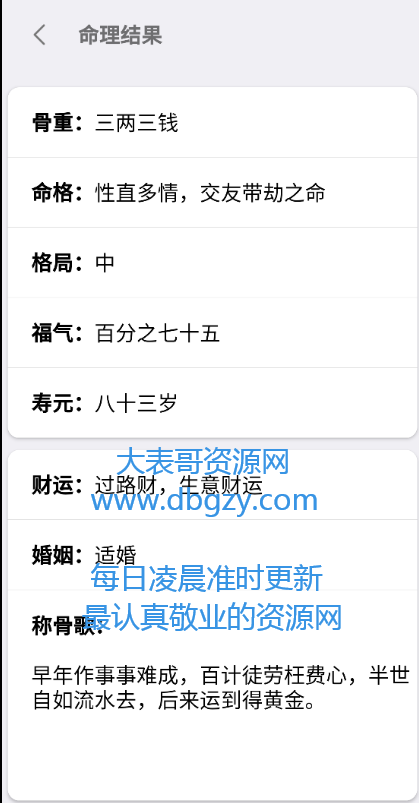 命理结果
骨重：三两三钱
命格：性直多情，交友带劫之命
格局：中
福气：百分之七十五
寿元：八十三岁
大表哥资源网
财运：过路财，生意财运
www.dbgzy.com
婚姻：适婚
每日凌晨准时更新
最认真敬业的资源网
称骨歌：
早年作事事难成，百计徒劳枉费心，半世
自如流水去，后来运到得黄金。